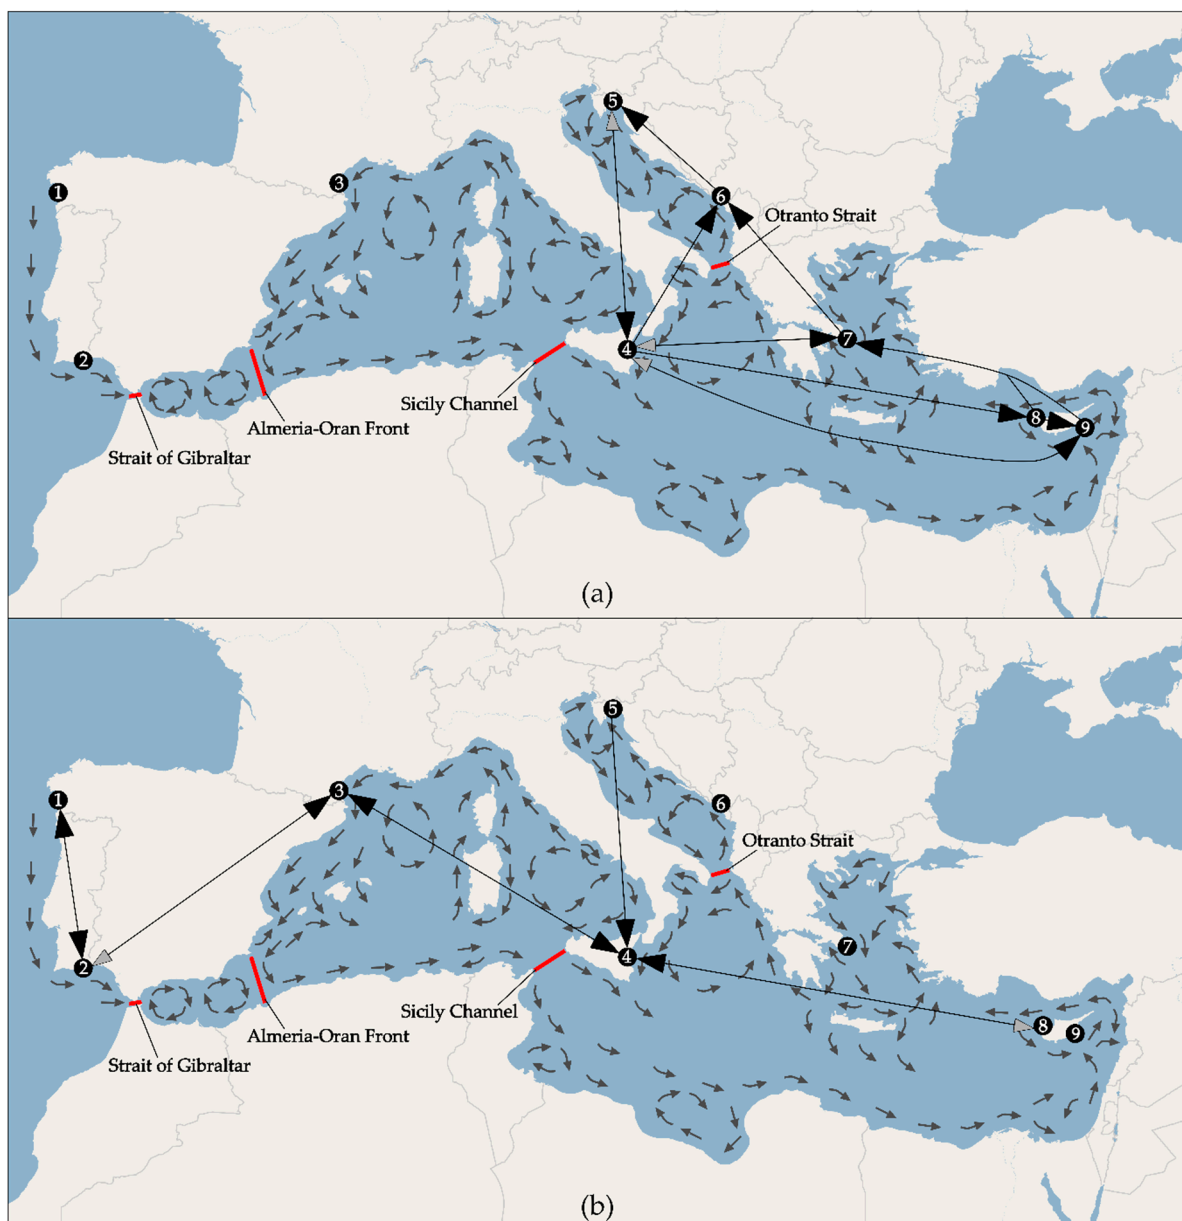 5
1
3
6
Otranto Strait
7
2
4
Sicily Channel
8
9
Almeria-Oran Front
Strait of Gibraltar
(a)
5
3
1
6
Otranto Strait
7
4
2
Sicily Channel
8
9
Almeria-Oran Front
Strait of Gibraltar
(b)